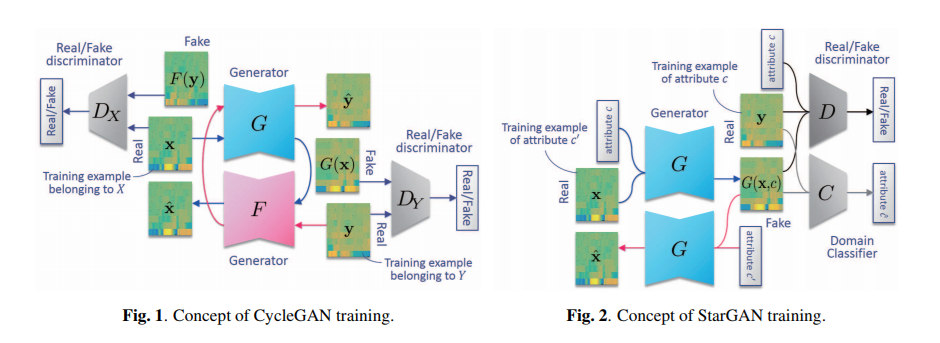 Real/Fake
discriminator
Fake
F(y)
Real/Fake
D_X
x
Real
Training example
belonging to X
x̂
Generator
G
ŷ
G(x)
Fake
F
Generator
y
Real
Training example
belonging to Y
Real/Fake
discriminator
D_Y
Real/Fake
Fig. 1. Concept of CycleGAN training.
Training example
of attribute c′
Real
x
attribute c
Generator
G
Training example
of attribute c
Real
y
attribute c
Real/Fake
discriminator
D
Real/Fake
G(x,c)
Fake
C
attribute ĉ
Domain
Classifier
x̂
G
attribute c′
Fig. 2. Concept of StarGAN training.